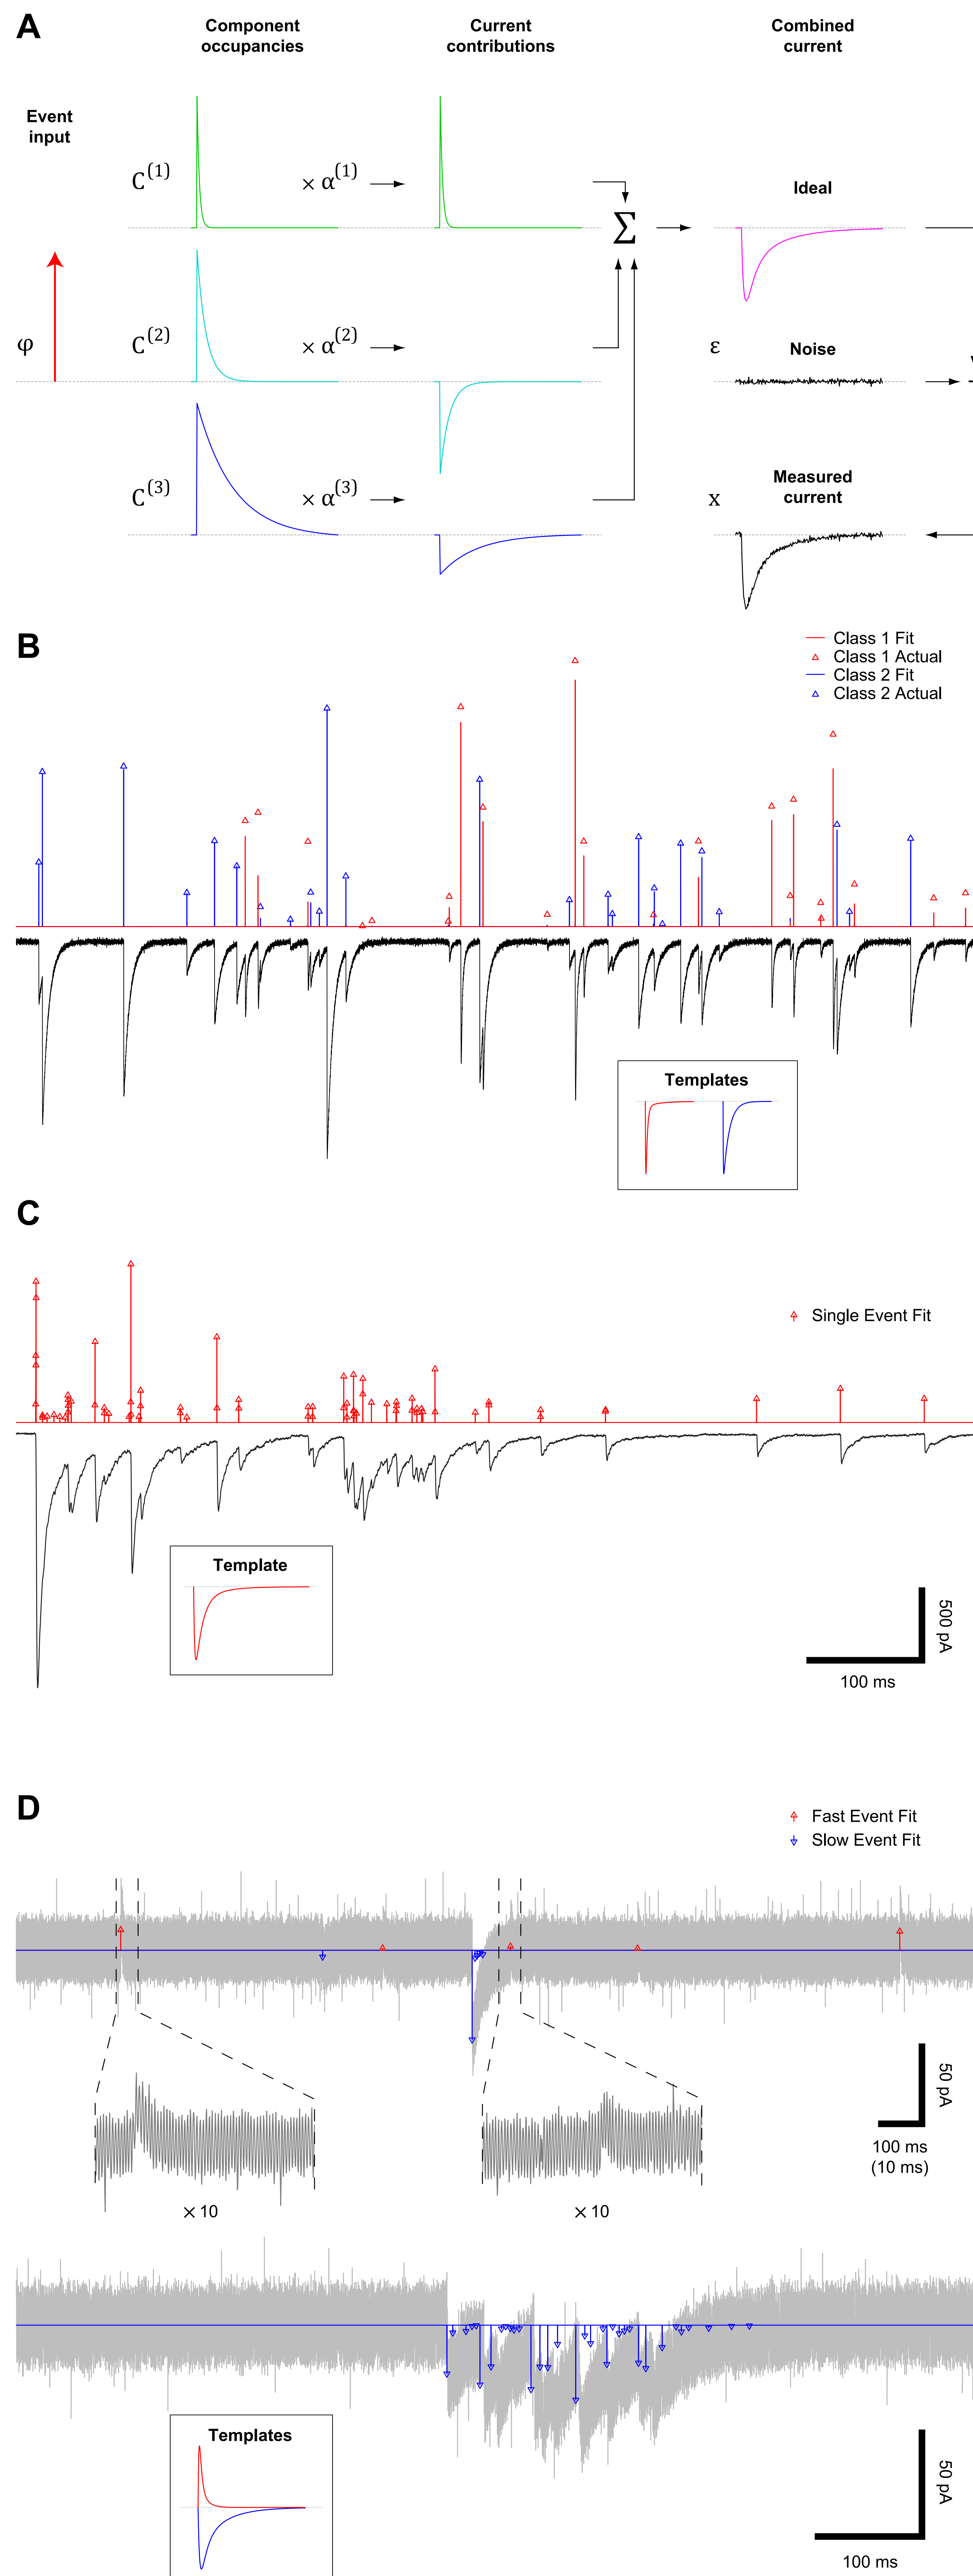 A
Component
occupancies
Current
contributions
Combined
current
Event
input
C(1)
× α(1)
Σ
Ideal
φ
C(2)
× α(2)
ε
Noise
C(3)
× α(3)
x
Measured
current
B
Class 1 Fit
Class 1 Actual
Class 2 Fit
Class 2 Actual
Templates
C
Single Event Fit
Template
500 pA
100 ms
D
Fast Event Fit
Slow Event Fit
50 pA
100 ms
(10 ms)
× 10
× 10
Templates
50 pA
100 ms